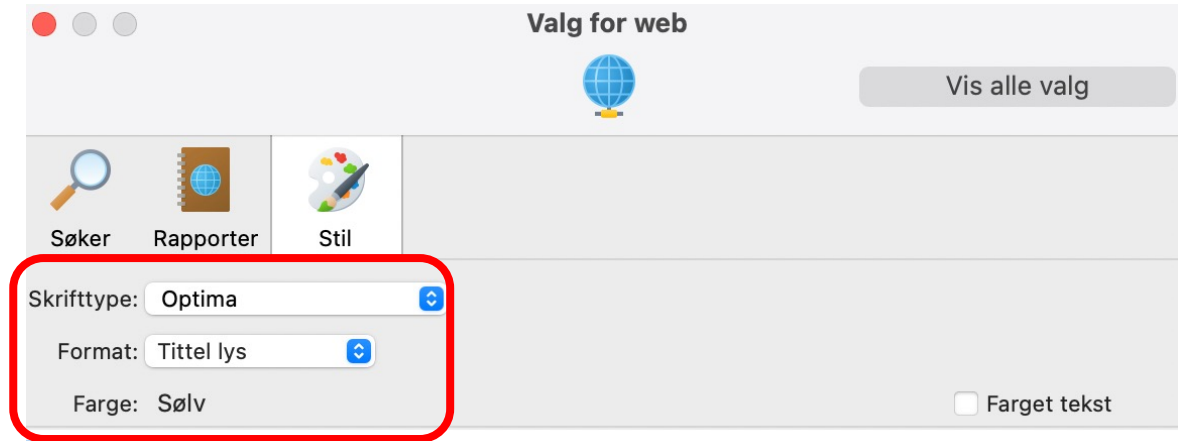 Valg for web
Vis alle valg
Søker Rapporter Stil
Skrifttype: Optima
Format: Tittel lys
Farge: Sølv Farget tekst